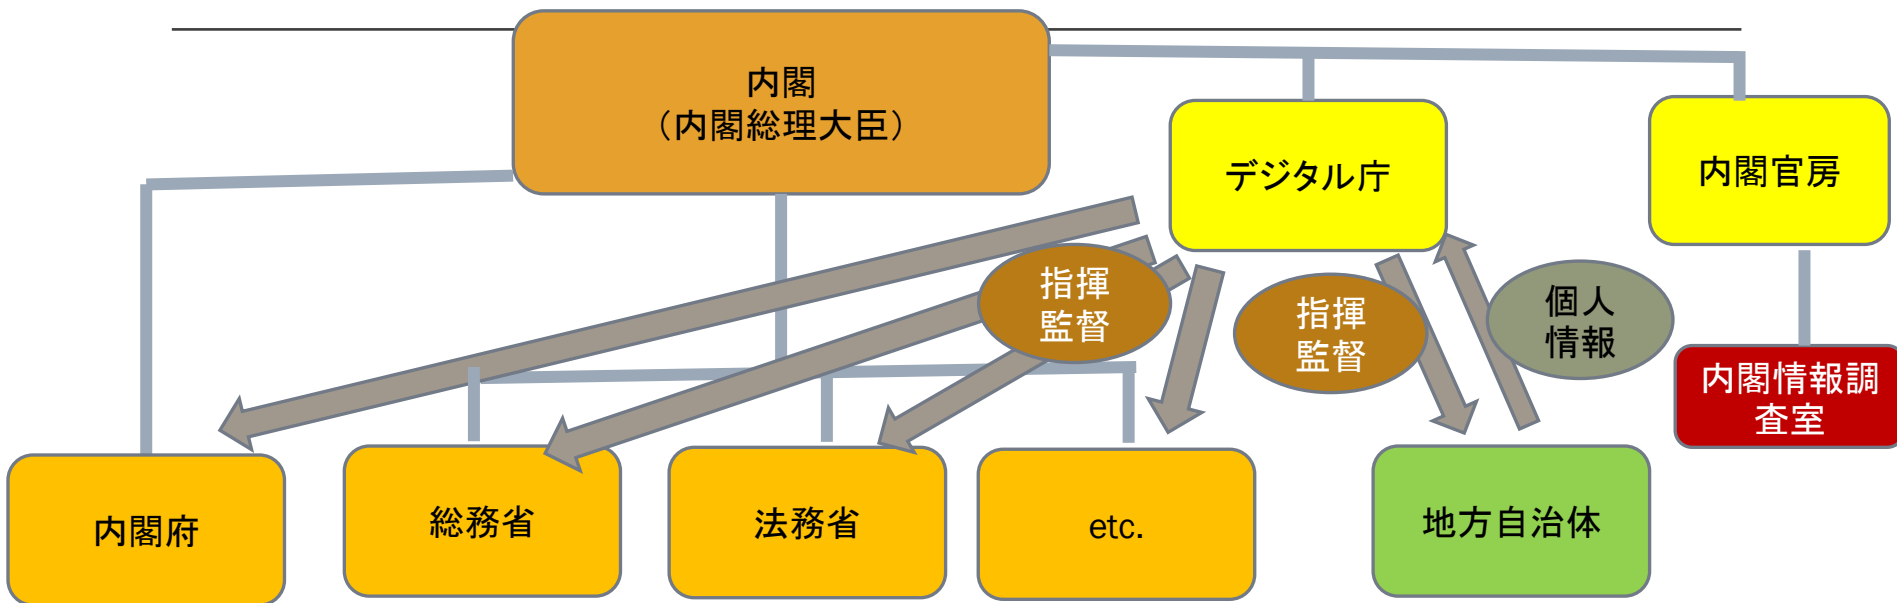 内閣
（内閣総理大臣）
デジタル庁
内閣官房
指揮
監督
指揮
監督
個人
情報
内閣情報調
査室
内閣府
総務省
法務省
etc.
地方自治体